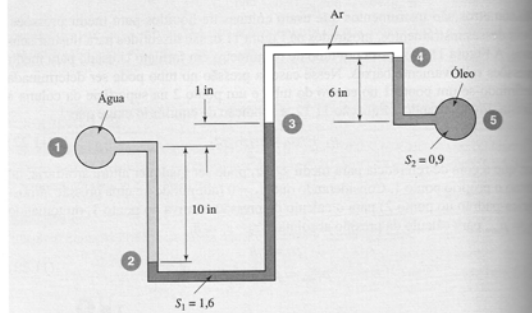 Ar
4
Óleo
Água
1 in
6 in
1
3
5
S₂ = 0,9
10 in
2
S₁ = 1,6